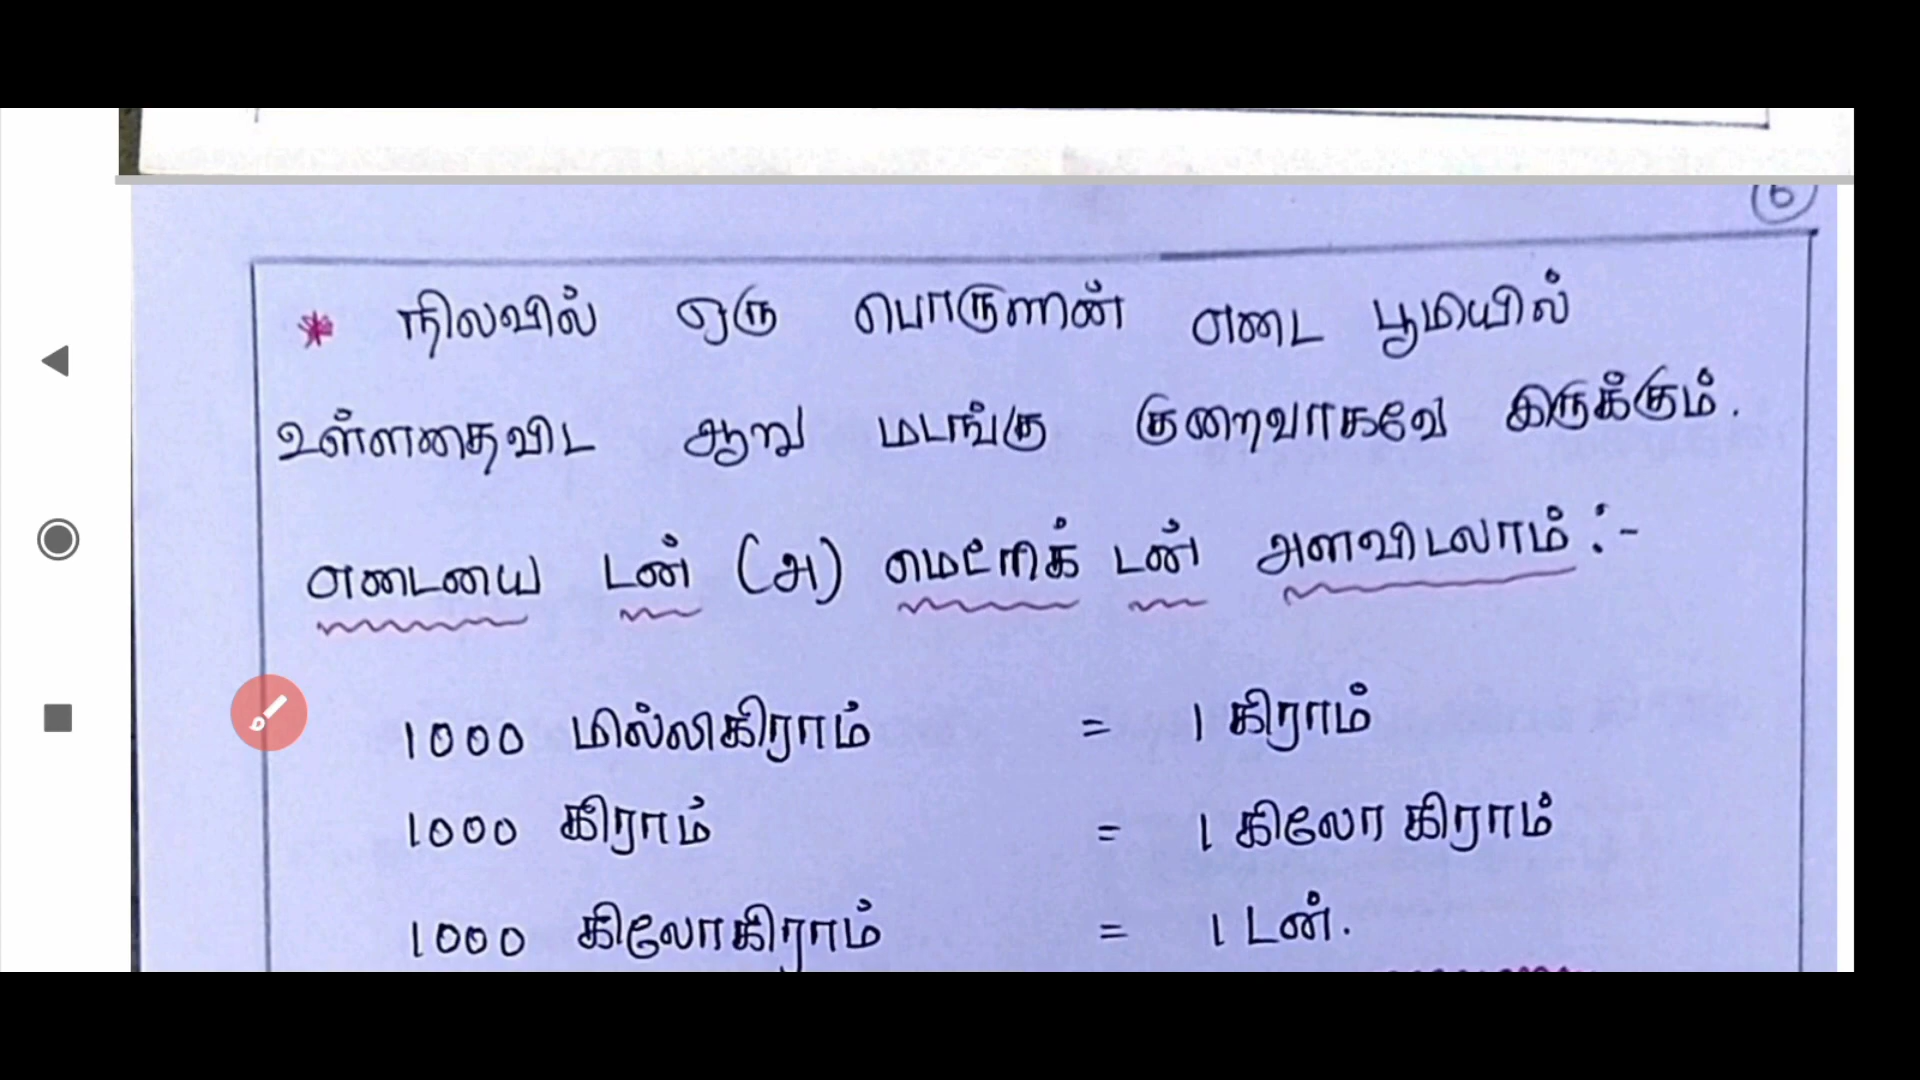 6
* நிலவில் ஒரு பொருளின் எடை பூமியில்
உள்ளதைவிட ஆறு மடங்கு குறைவாகவே இருக்கும்.
எடையை டன் (அ) மெட்ரிக் டன் அளவிடலாம் :-
1000 மில்லிகிராம் = 1 கிராம்
1000 கிராம் = 1 கிலோ கிராம்
1000 கிலோகிராம் = 1 டன்.